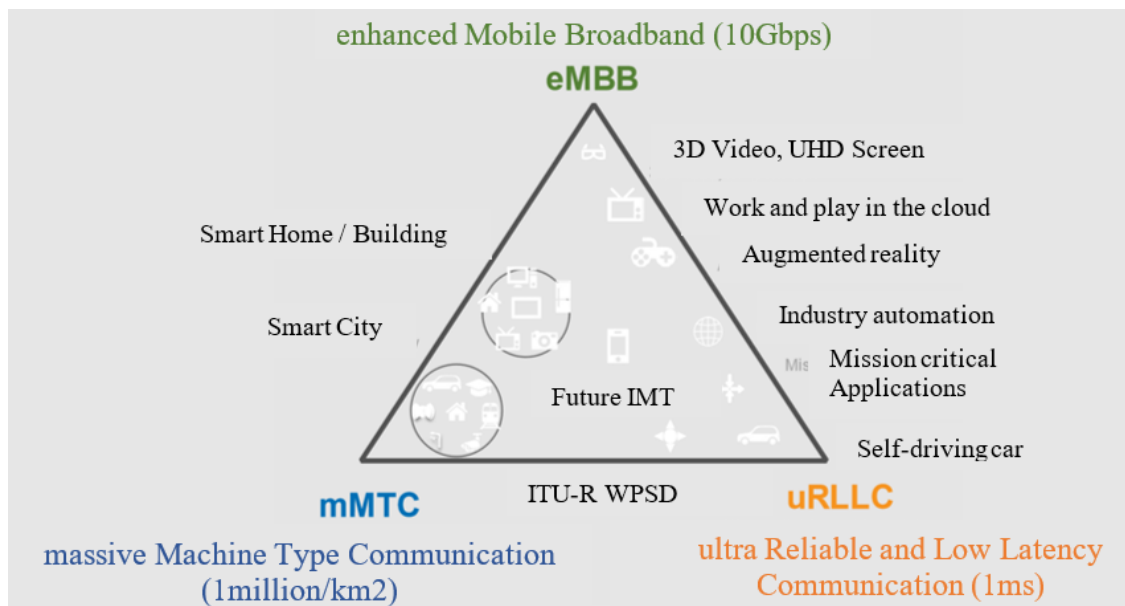 enhanced Mobile Broadband (10Gbps)
eMBB
3D Video, UHD Screen
Work and play in the cloud
Smart Home / Building
Augmented reality
Smart City
Industry automation
Mis
Mission critical
Applications
Future IMT
Self-driving car
mMTC
ITU-R WPSD
uRLLC
massive Machine Type Communication
(1million/km2)
ultra Reliable and Low Latency
Communication (1ms)